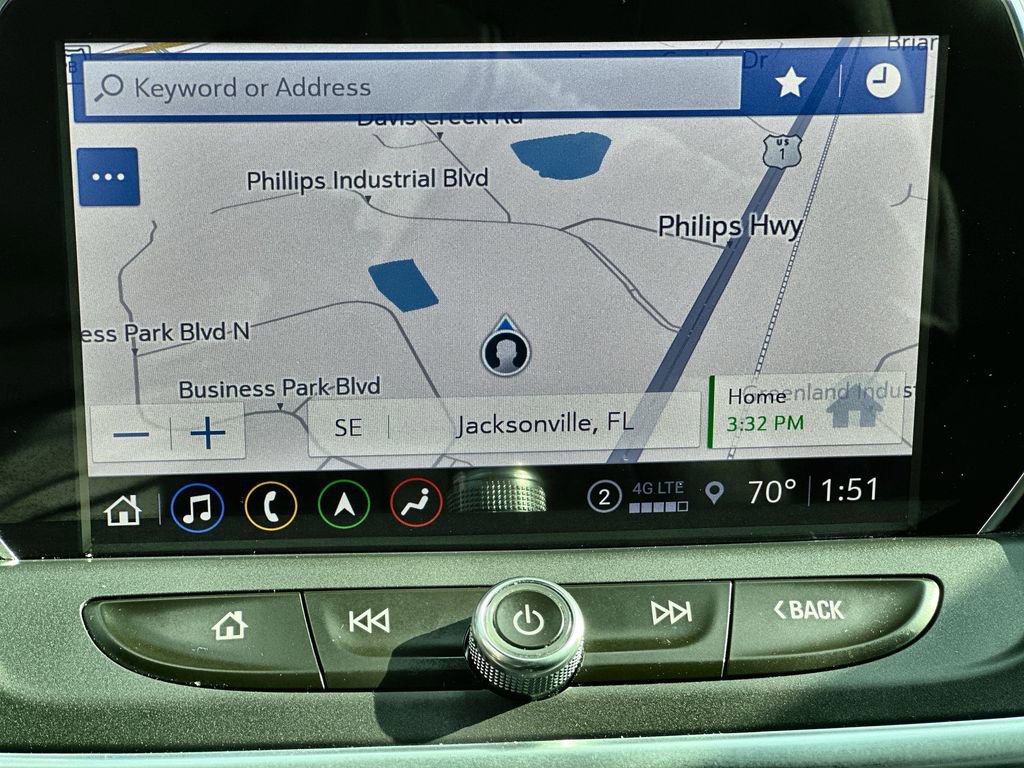 Briar
Dr
Keyword or Address
Davis Creek Rd
US
1
Phillips Industrial Blvd
Philips Hwy
ess Park Blvd N
Business Park Blvd
Greenland Indust
Home
3:32 PM
SE
Jacksonville, FL
2
4G LTE
70°
1:51
<BACK